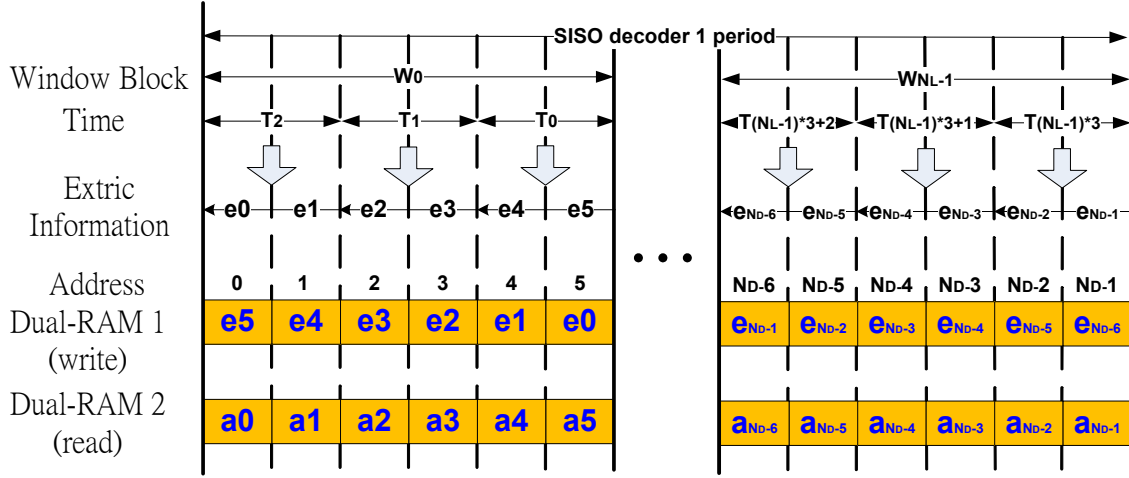 SISO decoder 1 period
Window Block
W0
WNL-1
Time
T2 T1 T0
T(NL-1)*3+2 T(NL-1)*3+1 T(NL-1)*3
Extric
Information
e0 e1 e2 e3 e4 e5
eND-6 eND-5 eND-4 eND-3 eND-2 eND-1
• • •
Address
0 1 2 3 4 5
ND-6 ND-5 ND-4 ND-3 ND-2 ND-1
Dual-RAM 1
(write)
e5 e4 e3 e2 e1 e0
eND-1 eND-2 eND-3 eND-4 eND-5 eND-6
Dual-RAM 2
(read)
a0 a1 a2 a3 a4 a5
aND-6 aND-5 aND-4 aND-3 aND-2 aND-1